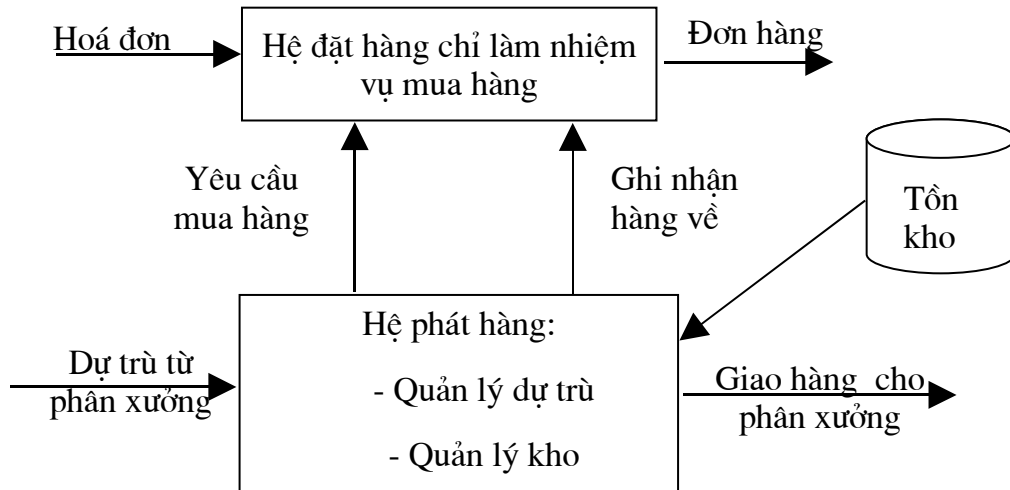 Hoá đơn
Hệ đặt hàng chỉ làm nhiệm
vụ mua hàng
Đơn hàng
Yêu cầu
mua hàng
Ghi nhận
hàng về
Tồn
kho
Hệ phát hàng:
- Quản lý dự trù
- Quản lý kho
Dự trù từ
phân xưởng
Giao hàng cho
phân xưởng